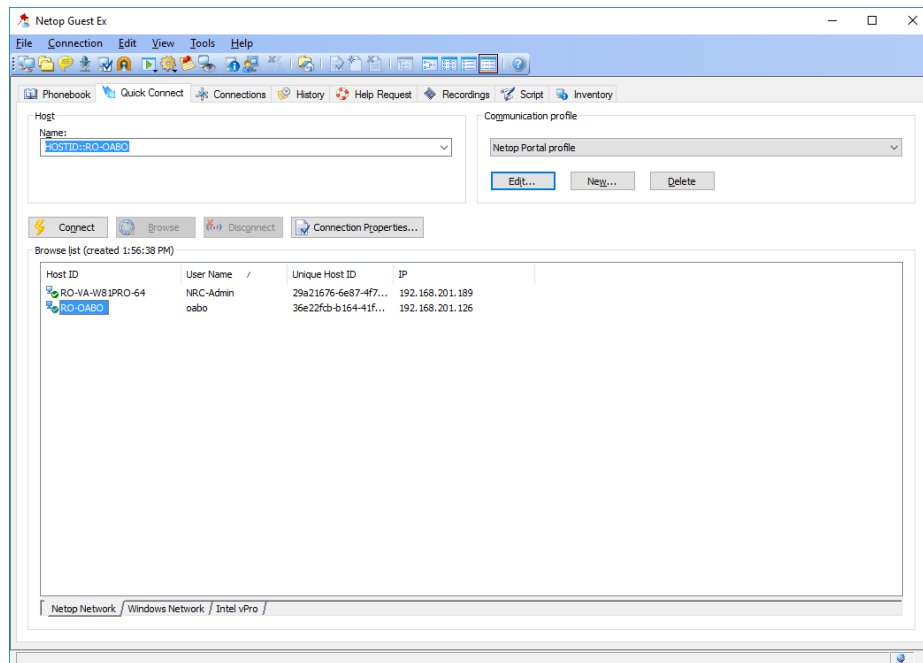 Netop Guest Ex
File Connection Edit View Tools Help
Phonebook Quick Connect Connections History Help Request Recordings Script Inventory
Host
Name:
HOSTID::RO-OABO
Communication profile
Netop Portal profile
Edit... New... Delete
Connect Browse Disconnect Connection Properties...
Browse list (created 1:56:38 PM)
Host ID User Name / Unique Host ID IP
RO-VA-W81PRO-64 NRC-Admin 29a21676-6e87-4f7... 192.168.201.189
RO-OABO oabo 36e22fcb-b164-41f... 192.168.201.126
Netop Network / Windows Network / Intel vPro /